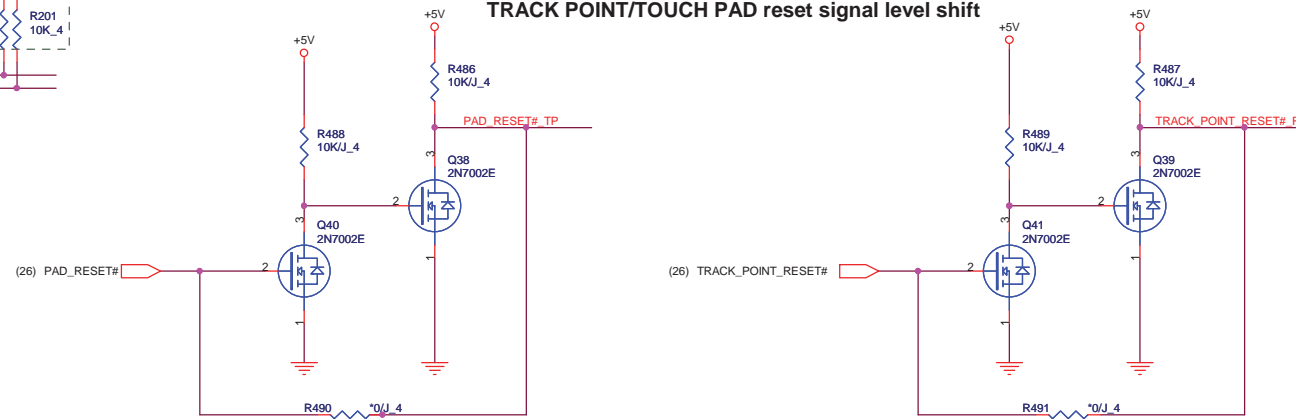 TRACK POINT/TOUCH PAD reset signal level shift
R201
10K_4
+5V
+5V
R486
10K/J_4
PAD_RESET#_TP
R488
10K/J_4
3
Q38
2N7002E
2
1
3
Q40
2N7002E
(26) PAD_RESET#
2
1
R490 *0/J_4
+5V
+5V
R487
10K/J_4
TRACK_POINT_RESET#_
R489
10K/J_4
3
Q39
2N7002E
2
1
3
Q41
2N7002E
(26) TRACK_POINT_RESET#
2
1
R491 *0/J_4